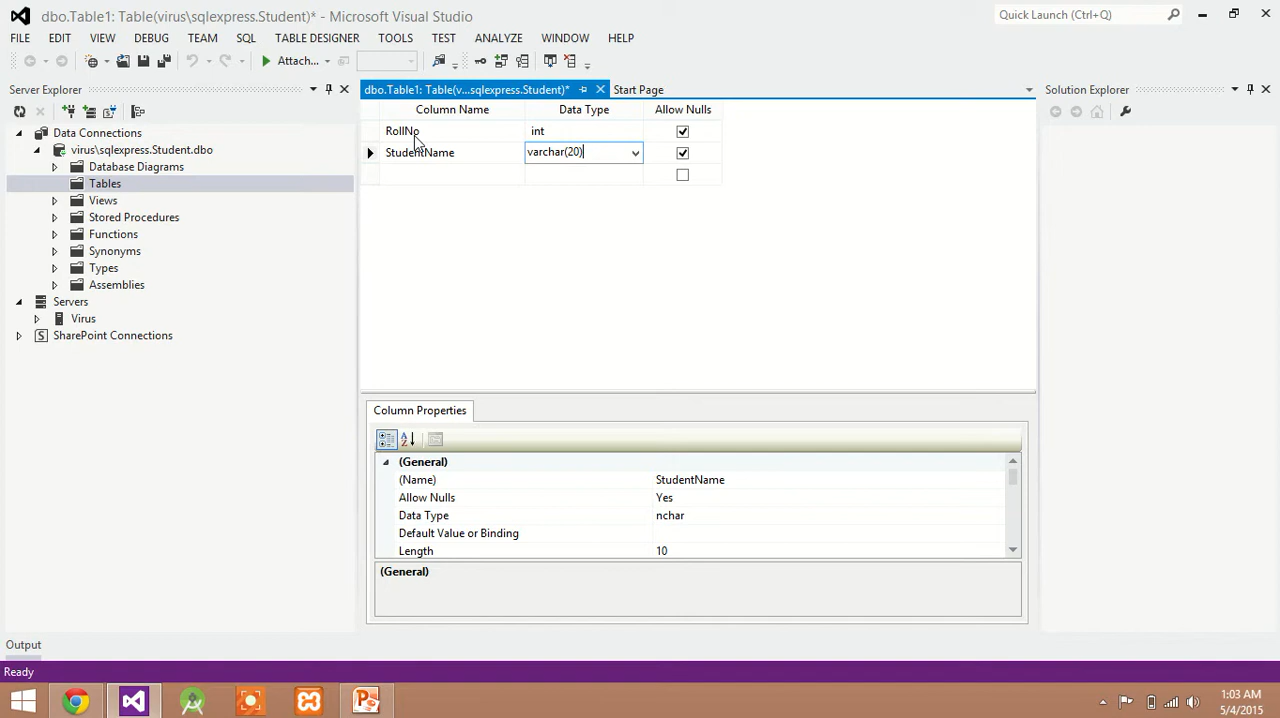 dbo.Table1: Table(virus\sqlexpress.Student)* - Microsoft Visual Studio
Quick Launch (Ctrl+Q)
FILE EDIT VIEW DEBUG TEAM SQL TABLE DESIGNER TOOLS TEST ANALYZE WINDOW HELP
Attach...
Server Explorer
dbo.Table1: Table(v...sqlexpress.Student)*
Start Page
Solution Explorer
Column Name Data Type Allow Nulls
RollNo int
StudentName varchar(20)
Data Connections
virus\sqlexpress.Student.dbo
Database Diagrams
Tables
Views
Stored Procedures
Functions
Synonyms
Types
Assemblies
Servers
Virus
SharePoint Connections
Column Properties
(General)
(Name) StudentName
Allow Nulls Yes
Data Type nchar
Default Value or Binding
Length 10
(General)
Output
Ready
1:03 AM
5/4/2015